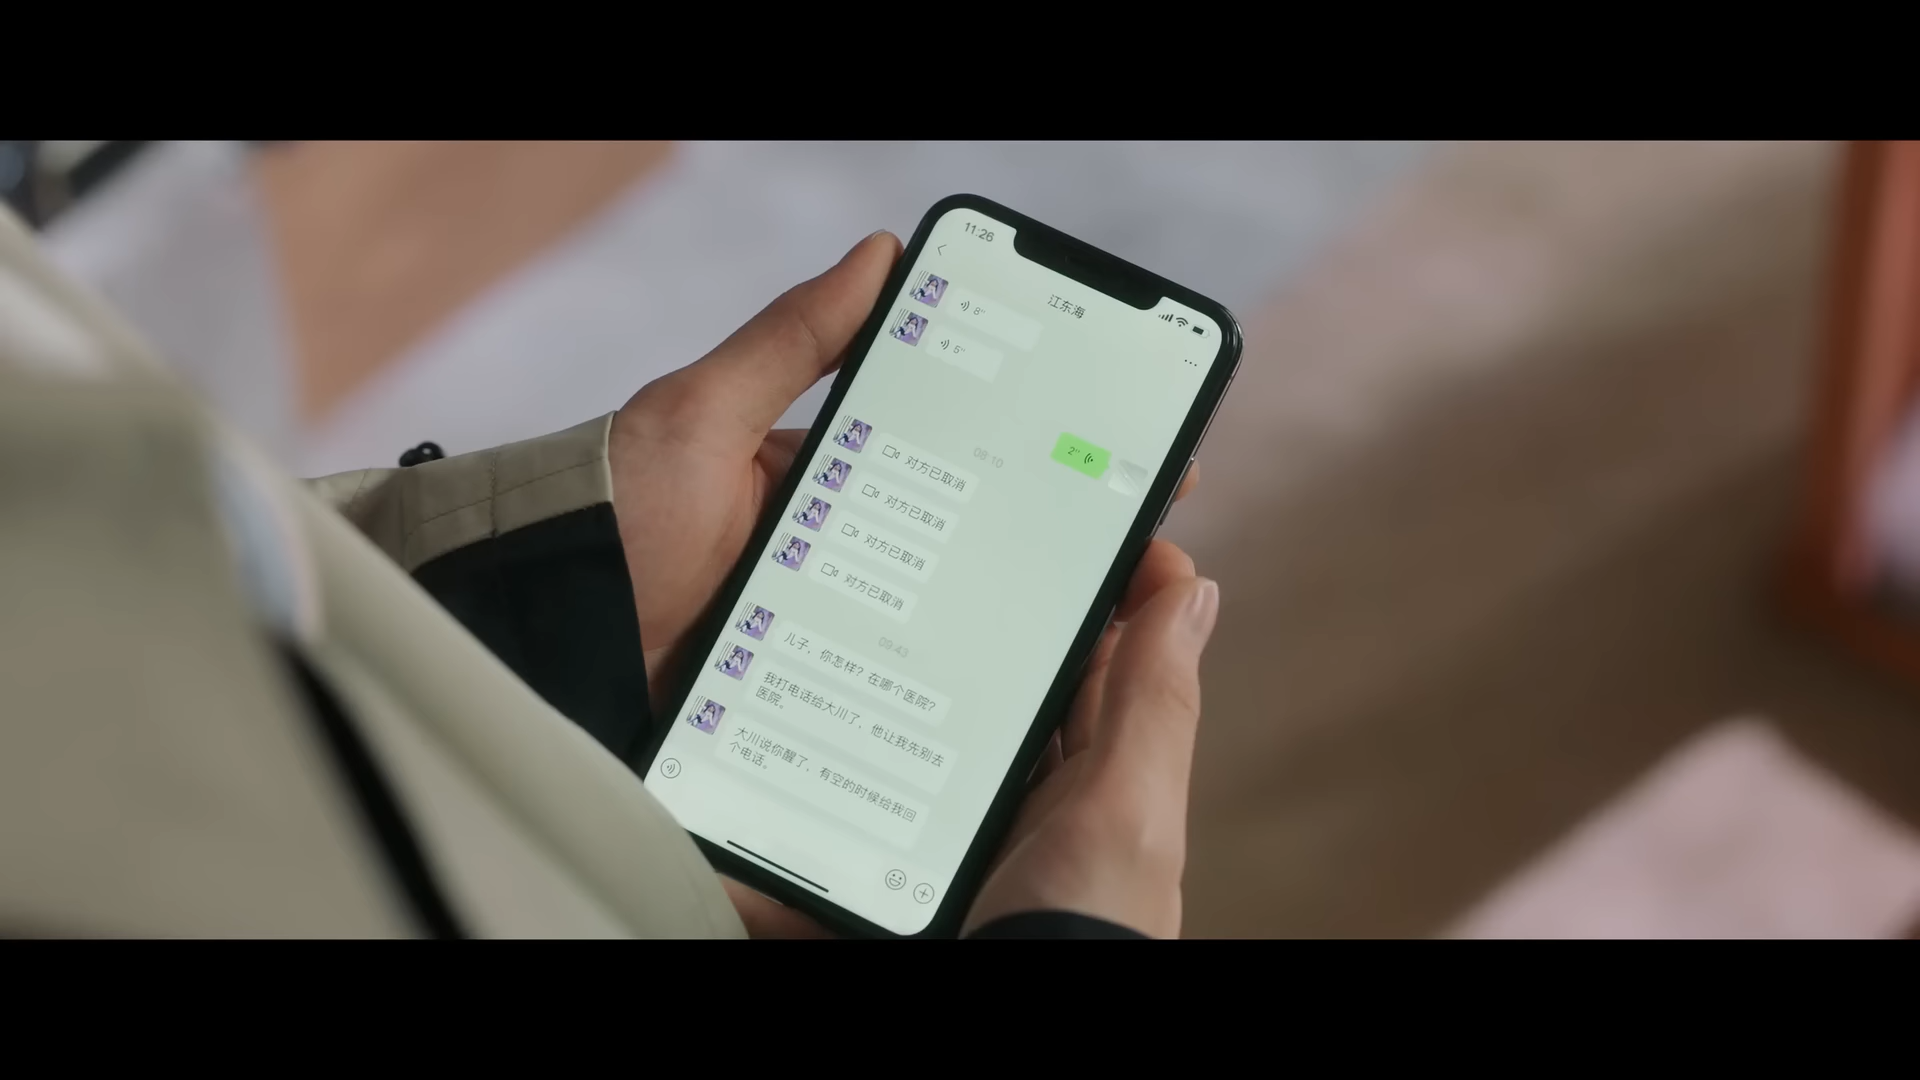 11:26
江东海
8"
5"
2"
08:10
对方已取消
对方已取消
对方已取消
对方已取消
09:43
儿子，你怎样？在哪个医院？
我打电话给大川了，他让我先别去
医院。
大川说你醒了，有空的时候给我回
个电话。